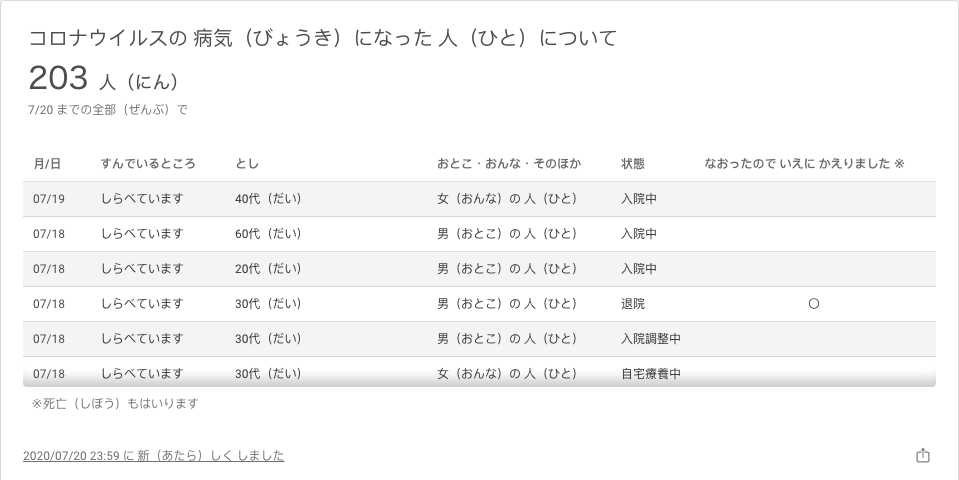 コロナウイルスの 病気（びょうき）になった 人（ひと）について
203 人（にん）
7/20 までの全部（ぜんぶ）で
月/日 すんでいるところ とし おとこ・おんな・そのほか 状態 なおったので いえに かえりました ※
07/19 しらべています 40代（だい） 女（おんな）の 人（ひと） 入院中
07/18 しらべています 60代（だい） 男（おとこ）の 人（ひと） 入院中
07/18 しらべています 20代（だい） 男（おとこ）の 人（ひと） 入院中
07/18 しらべています 30代（だい） 男（おとこ）の 人（ひと） 退院 〇
07/18 しらべています 30代（だい） 男（おとこ）の 人（ひと） 入院調整中
07/18 しらべています 30代（だい） 女（おんな）の 人（ひと） 自宅療養中
※死亡（しぼう）もはいります
2020/07/20 23:59 に 新（あたら）しく しました